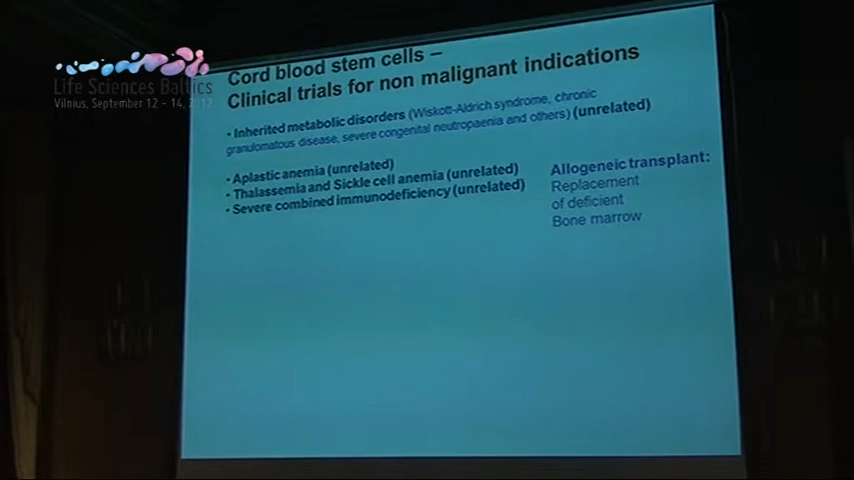 Life Sciences Baltics
Vilnius, September 12 - 14, 2012
Cord blood stem cells –
Clinical trials for non malignant indications
• Inherited metabolic disorders (Wiskott-Aldrich syndrome, chronic
granulomatous disease, severe congenital neutropaenia and others) (unrelated)
• Aplastic anemia (unrelated)
• Thalassemia and Sickle cell anemia (unrelated)
• Severe combined immunodeficiency (unrelated)
Allogeneic transplant:
Replacement
of deficient
Bone marrow